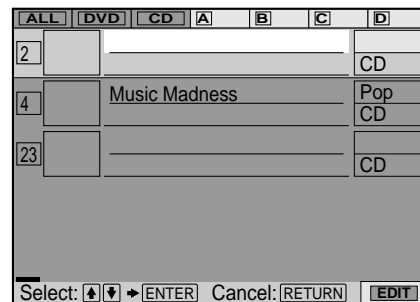 ALL DVD CD A B C D
2
CD
4 Music Madness Pop
CD
23
CD
Select: ENTER Cancel: RETURN EDIT